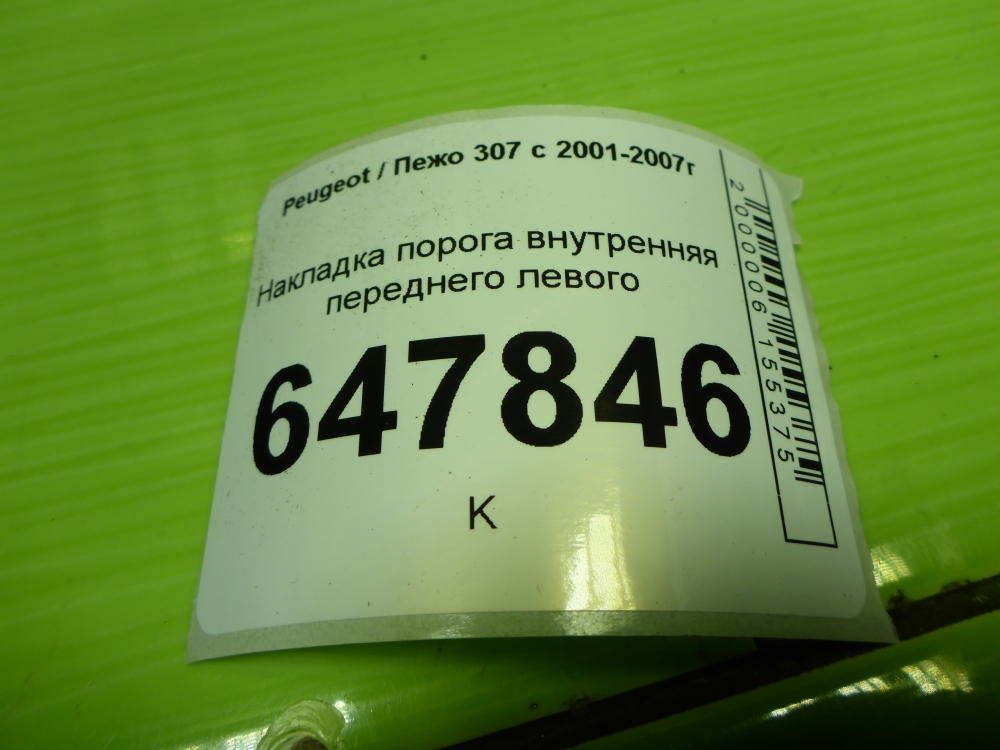 Peugeot / Пежо 307 с 2001-2007г
Накладка порога внутренняя
переднего левого
647846
К
2000006155375